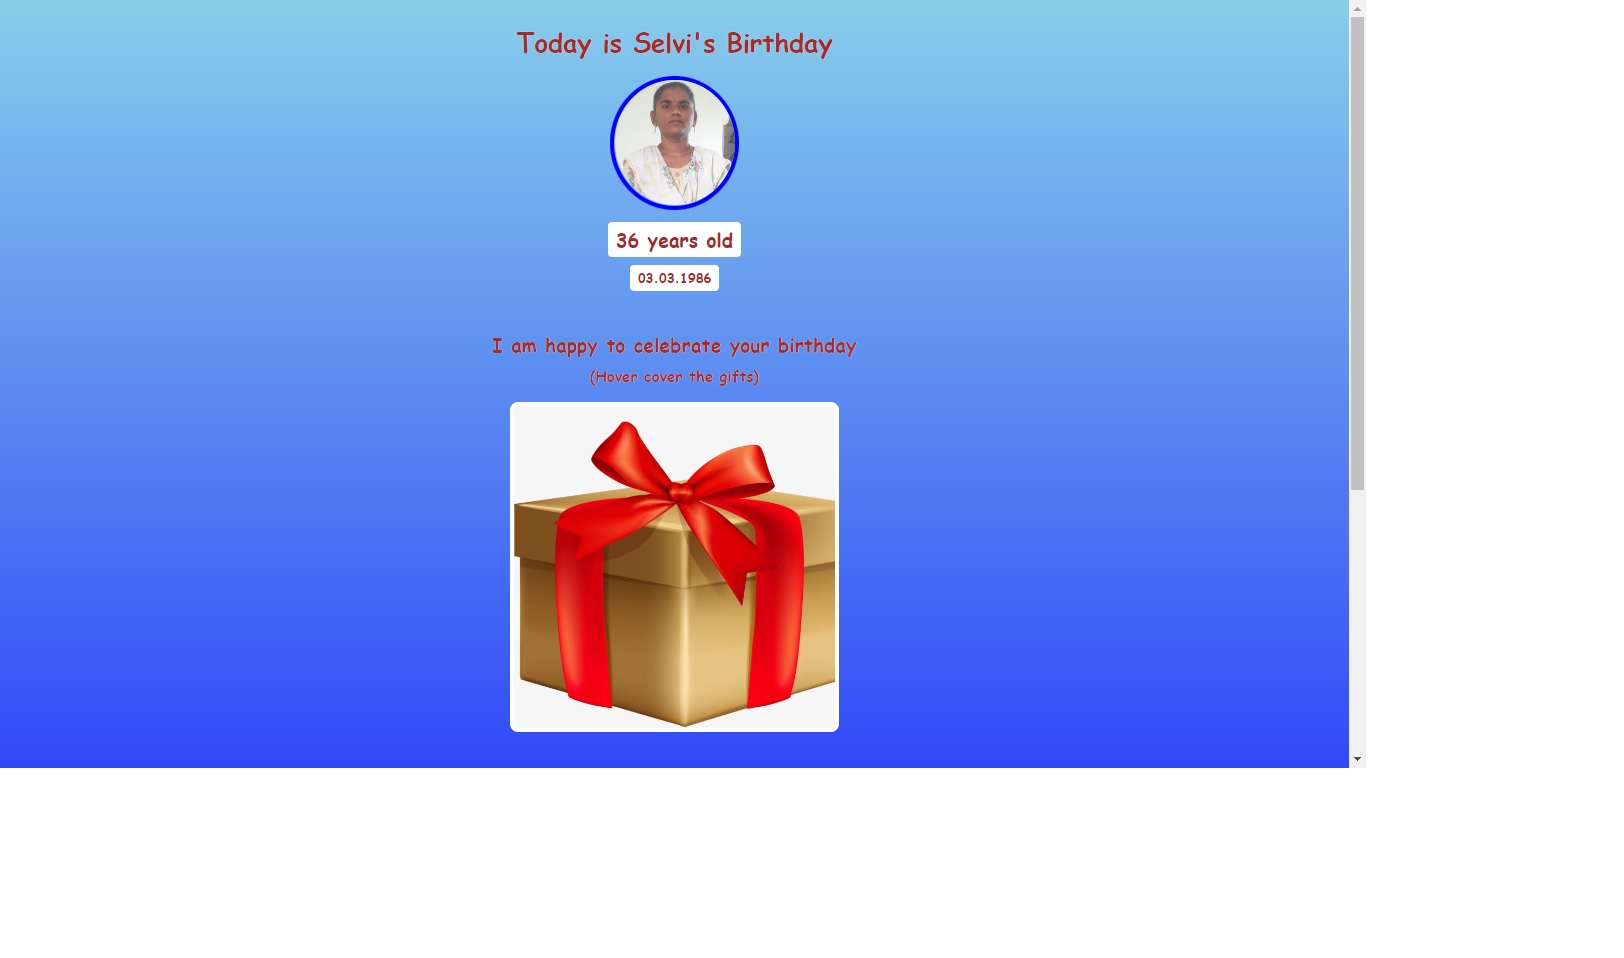 Today is Selvi's Birthday
36 years old
03.03.1986
I am happy to celebrate your birthday
(Hover cover the gifts)